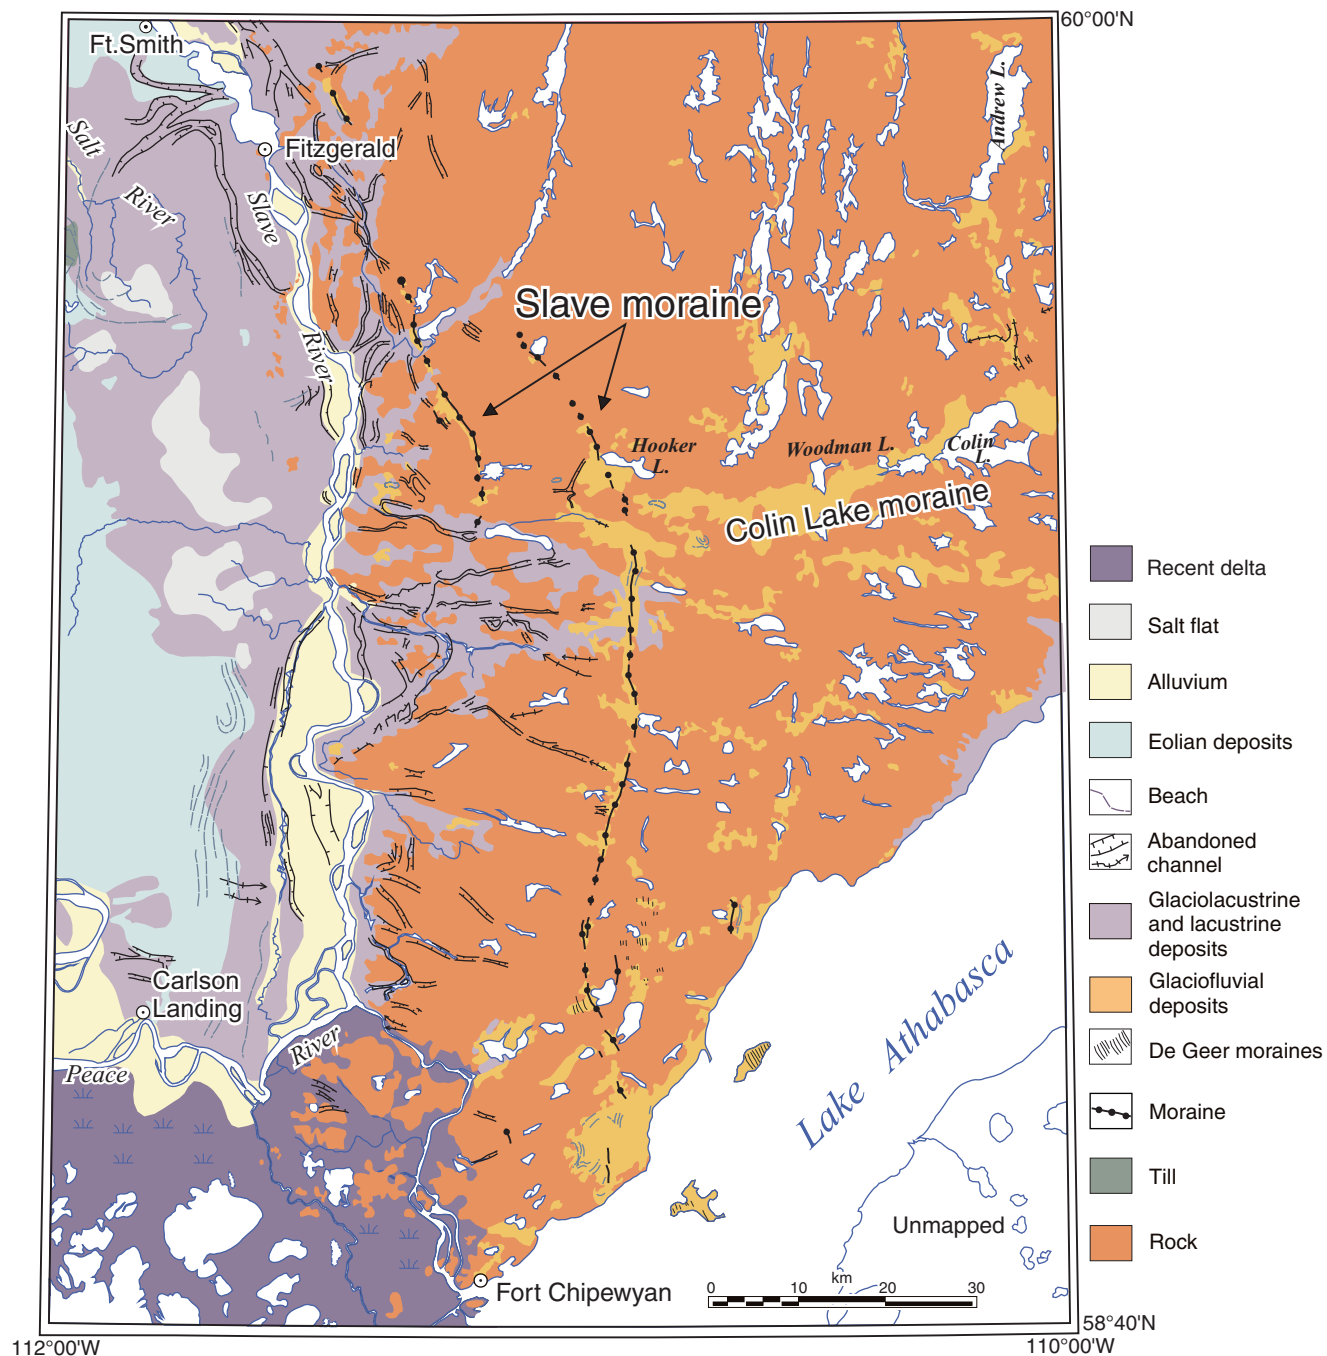 60°00'N
Ft.Smith
Andrew L.
Salt
River
Fitzgerald
Slave
River
Slave moraine
Hooker
L.
Woodman L.
Colin
L.
Colin Lake moraine
Recent delta
Salt flat
Alluvium
Eolian deposits
Beach
Abandoned
channel
Glaciolacustrine
and lacustrine
deposits
Glaciofluvial
deposits
De Geer moraines
Moraine
Till
Rock
Carlson
Landing
Peace
River
Lake Athabasca
Unmapped
Fort Chipewyan
km
0 10 20 30
58°40'N
112°00'W
110°00'W